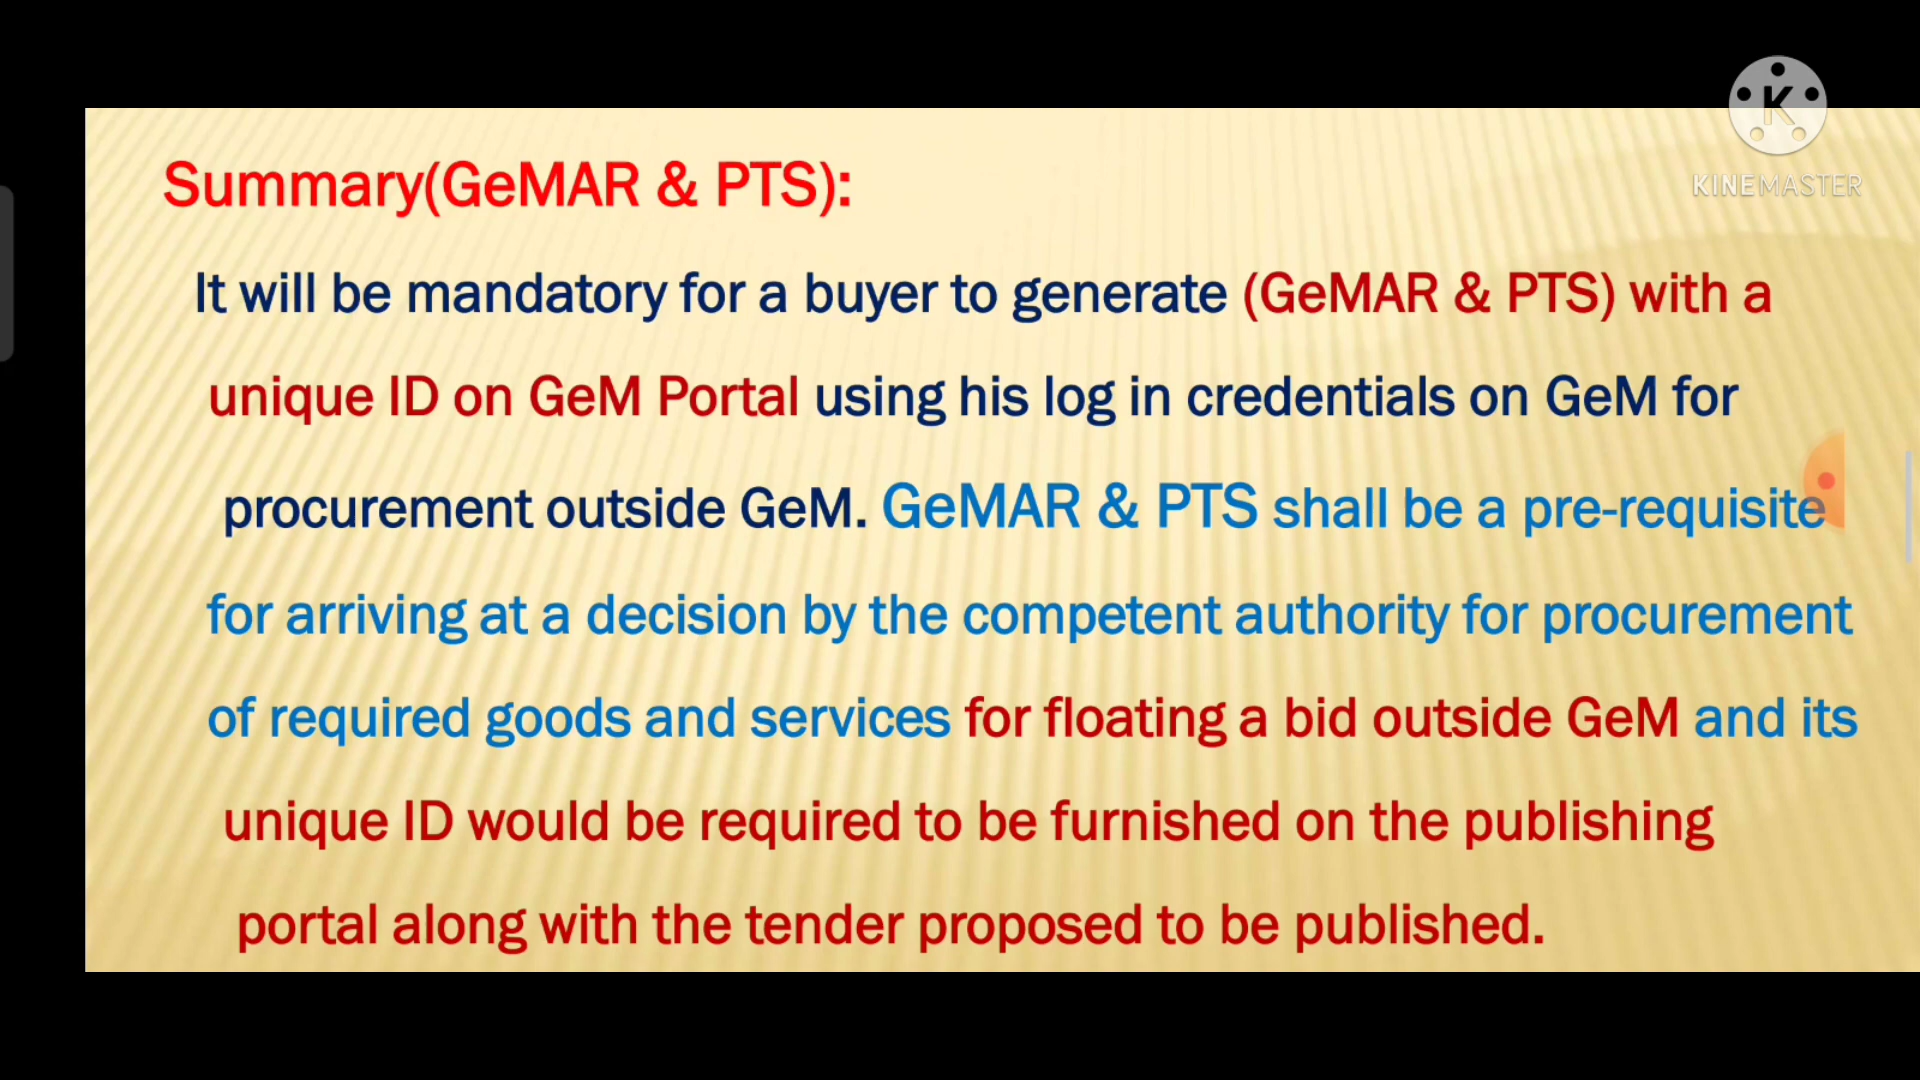 K
KINEMASTER
Summary(GeMAR & PTS):
It will be mandatory for a buyer to generate (GeMAR & PTS) with a
unique ID on GeM Portal using his log in credentials on GeM for
procurement outside GeM. GeMAR & PTS shall be a pre-requisite
for arriving at a decision by the competent authority for procurement
of required goods and services for floating a bid outside GeM and its
unique ID would be required to be furnished on the publishing
portal along with the tender proposed to be published.